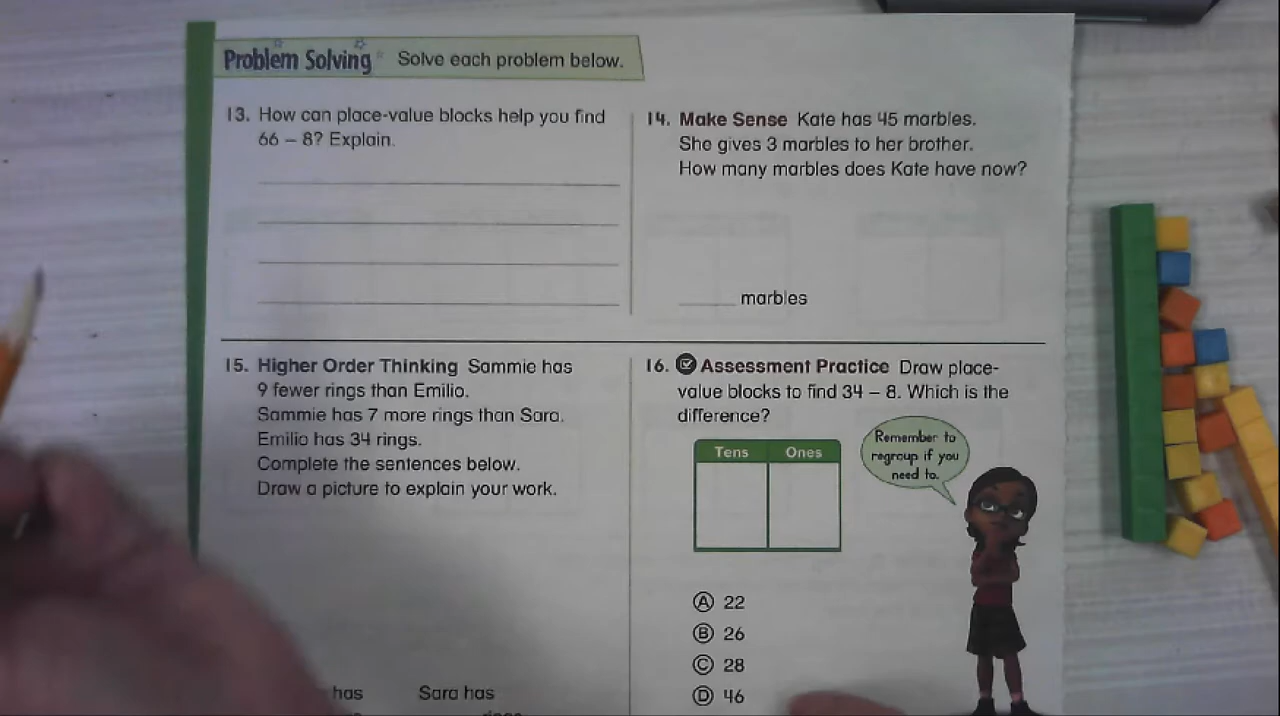 Problem Solving Solve each problem below.
13. How can place-value blocks help you find
66 – 8? Explain.
14. Make Sense Kate has 45 marbles.
She gives 3 marbles to her brother.
How many marbles does Kate have now?
marbles
15. Higher Order Thinking Sammie has
9 fewer rings than Emilio.
Sammie has 7 more rings than Sara.
Emilio has 34 rings.
Complete the sentences below.
Draw a picture to explain your work.
has Sara has
16. Assessment Practice Draw place-
value blocks to find 34 – 8. Which is the
difference?
Tens Ones
Remember to
regroup if you
need to.
A 22
B 26
C 28
D 46